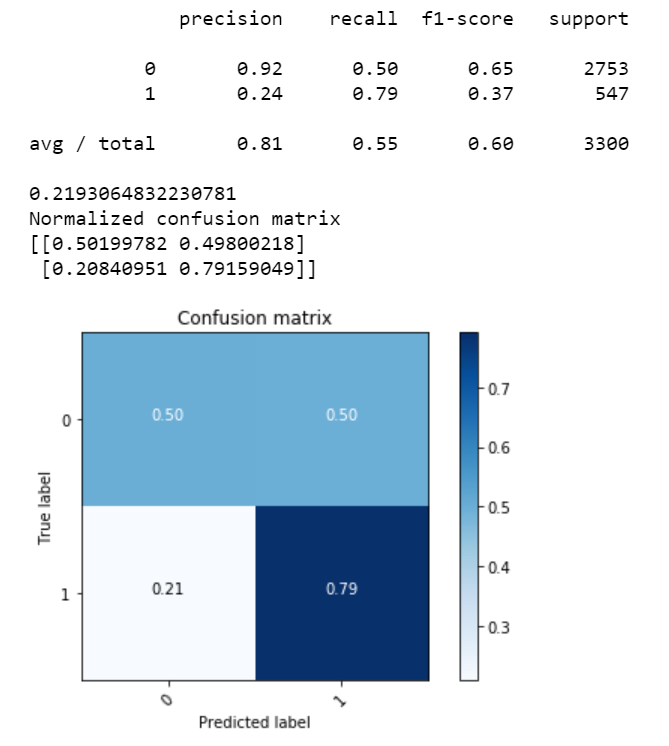 precision recall f1-score support
0 0.92 0.50 0.65 2753
1 0.24 0.79 0.37 547
avg / total 0.81 0.55 0.60 3300
0.2193064832230781
Normalized confusion matrix
[[0.50199782 0.49800218]
[0.20840951 0.79159049]]
Confusion matrix
0.7
0.50 0.50
0
0.6
True label
0.5
0.4
0.21 0.79
1
0.3
0 1
Predicted label